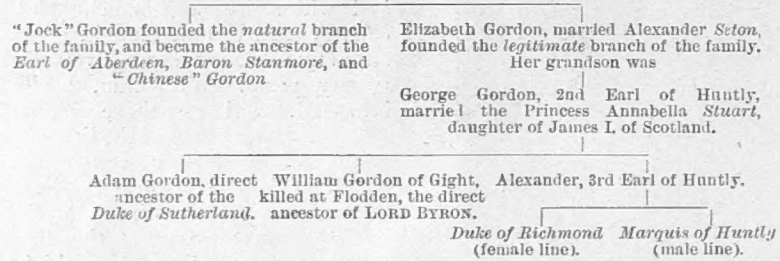 "Jock" Gordon founded the natural branch
of the family, and became the ancestor of the
Earl of Aberdeen, Baron Stanmore, and
"Chinese" Gordon
Elizabeth Gordon, married Alexander Seton,
founded the legitimate branch of the family.
Her grandson was
George Gordon, 2nd Earl of Huntly,
married the Princess Annabella Stuart,
daughter of James I. of Scotland.
Adam Gordon, direct
ancestor of the
Duke of Sutherland.
William Gordon of Gight,
killed at Flodden, the direct
ancestor of LORD BYRON.
Alexander, 3rd Earl of Huntly.
Duke of Richmond
(female line).
Marquis of Huntly
(male line).